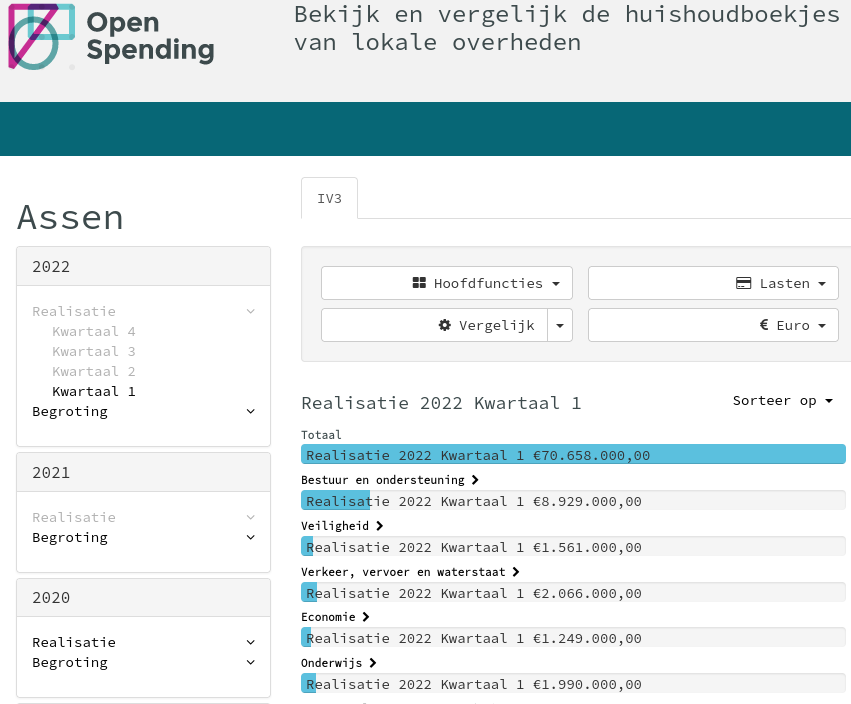 Open
Spending
Bekijk en vergelijk de huishoudboekjes
van lokale overheden
Assen
2022
Realisatie
Kwartaal 4
Kwartaal 3
Kwartaal 2
Kwartaal 1
Begroting
2021
Realisatie
Begroting
2020
Realisatie
Begroting
IV3
Hoofdfuncties
Lasten
Vergelijk
€ Euro
Realisatie 2022 Kwartaal 1
Sorteer op
Totaal
Realisatie 2022 Kwartaal 1 €70.658.000,00
Bestuur en ondersteuning
Realisatie 2022 Kwartaal 1 €8.929.000,00
Veiligheid
Realisatie 2022 Kwartaal 1 €1.561.000,00
Verkeer, vervoer en waterstaat
Realisatie 2022 Kwartaal 1 €2.066.000,00
Economie
Realisatie 2022 Kwartaal 1 €1.249.000,00
Onderwijs
Realisatie 2022 Kwartaal 1 €1.990.000,00